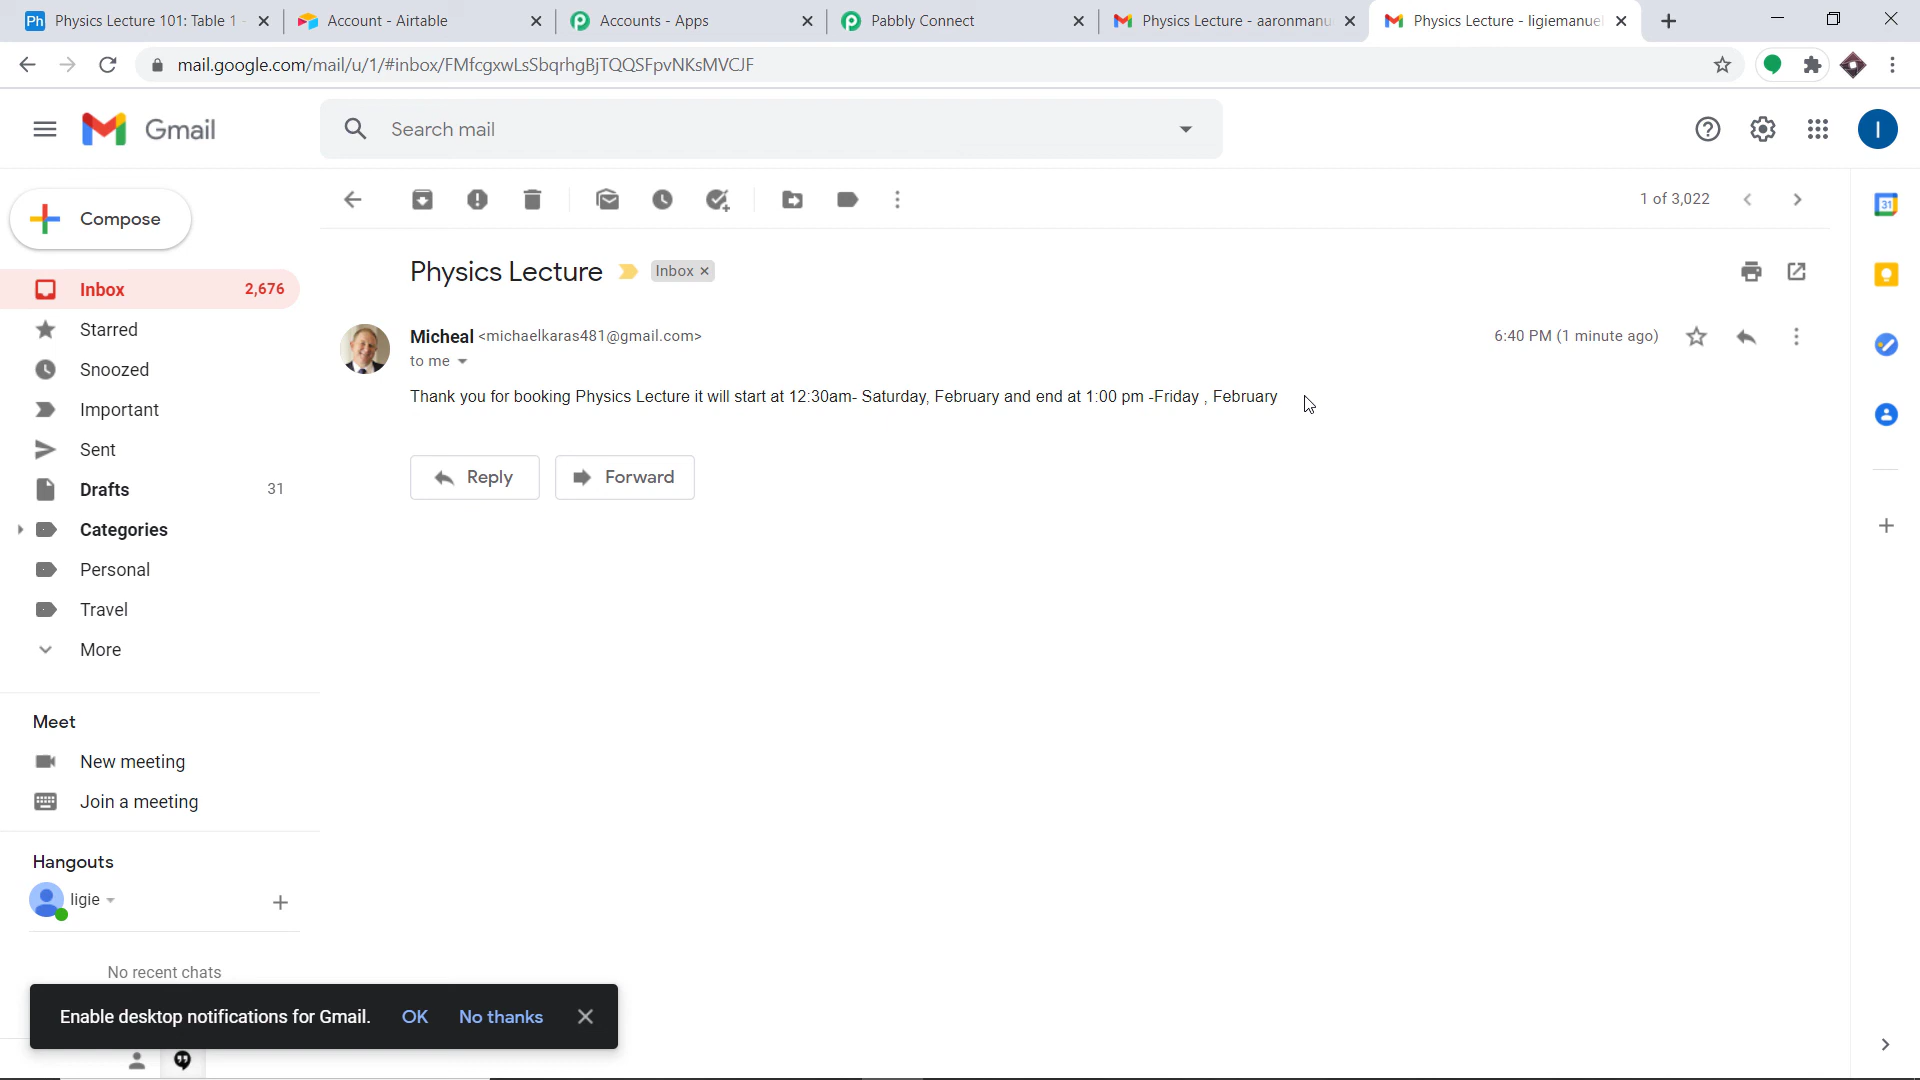 Ph Physics Lecture 101: Table 1 -
Account - Airtable
Accounts - Apps
Pabbly Connect
Physics Lecture - aaronmanu
Physics Lecture - ligiemanuel
mail.google.com/mail/u/1/#inbox/FMfcgxwLsSbqrhgBjTQQSFpvNKsMVCJF
Gmail
Search mail
I
Compose
1 of 3,022
31
Physics Lecture
Inbox ×
Inbox 2,676
Micheal <michaelkaras481@gmail.com>
6:40 PM (1 minute ago)
to me
Thank you for booking Physics Lecture it will start at 12:30am- Saturday, February and end at 1:00 pm -Friday , February
Reply
Forward
Starred
Snoozed
Important
Sent
Drafts 31
Categories
Personal
Travel
More
Meet
New meeting
Join a meeting
Hangouts
ligie
No recent chats
Enable desktop notifications for Gmail. OK No thanks